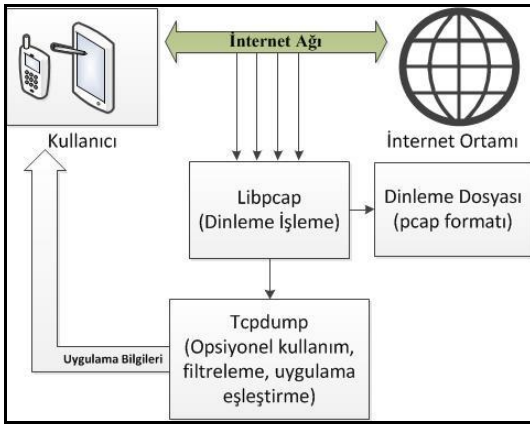 İnternet Ağı
Kullanıcı
İnternet Ortamı
Libpcap
(Dinleme İşleme)
Dinleme Dosyası
(pcap formatı)
Tcpdump
(Opsiyonel kullanım,
filtreleme, uygulama
eşleştirme)
Uygulama Bilgileri